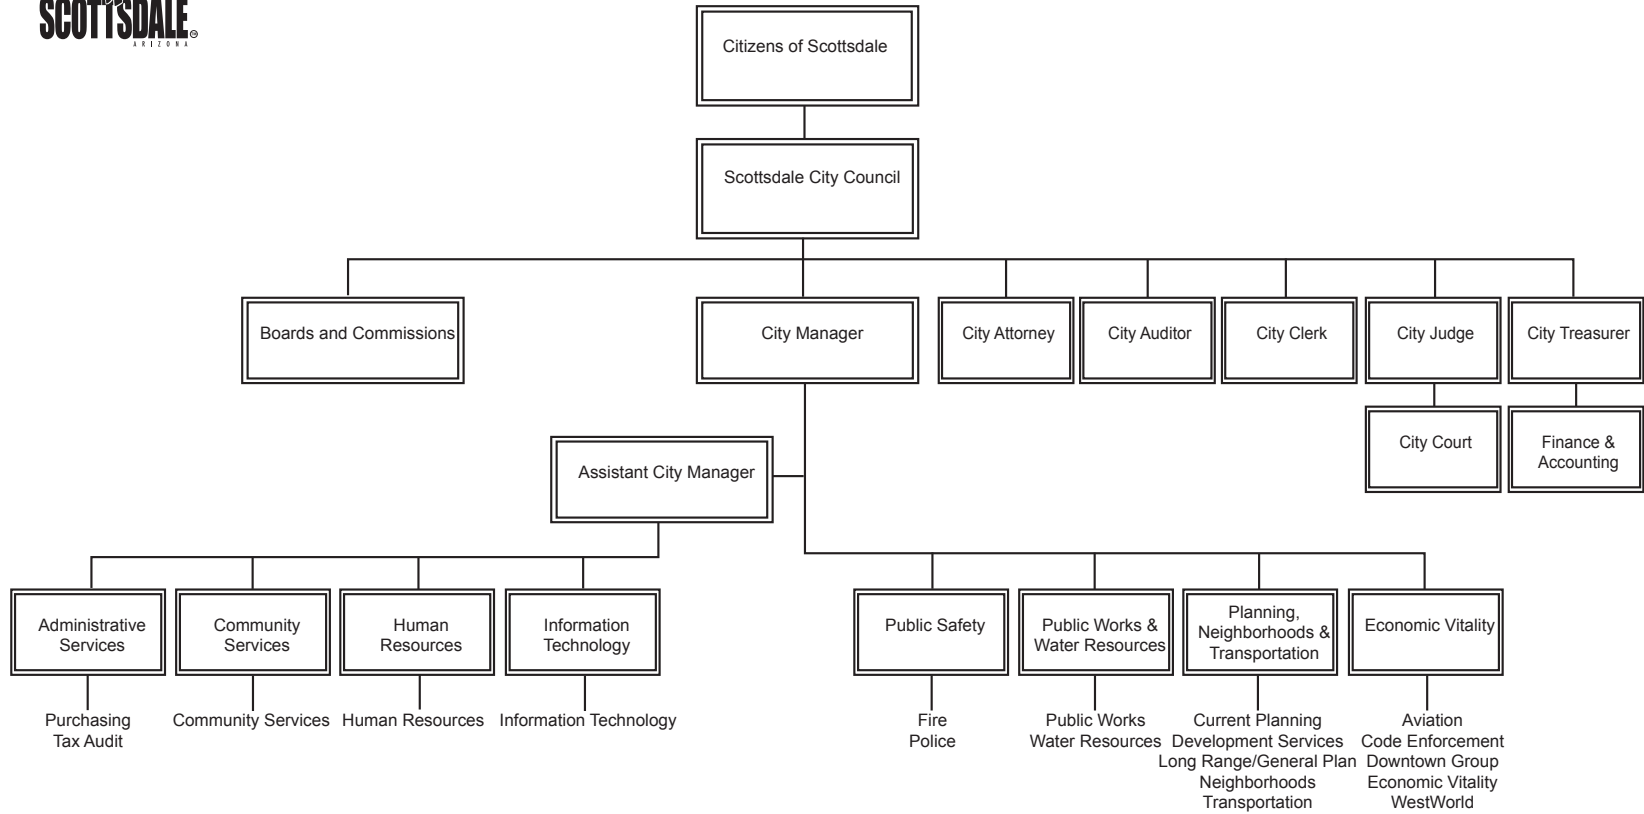 SCOTTSDALE
ARIZONA
Citizens of Scottsdale
Scottsdale City Council
Boards and Commissions
City Manager
City Attorney
City Auditor
City Clerk
City Judge
City Treasurer
City Court
Finance &
Accounting
Assistant City Manager
Administrative
Services
Community
Services
Human
Resources
Information
Technology
Public Safety
Public Works &
Water Resources
Planning,
Neighborhoods &
Transportation
Economic Vitality
Purchasing
Tax Audit
Community Services
Human Resources
Information Technology
Fire
Police
Public Works
Water Resources
Current Planning
Development Services
Long Range/General Plan
Neighborhoods
Transportation
Aviation
Code Enforcement
Downtown Group
Economic Vitality
WestWorld